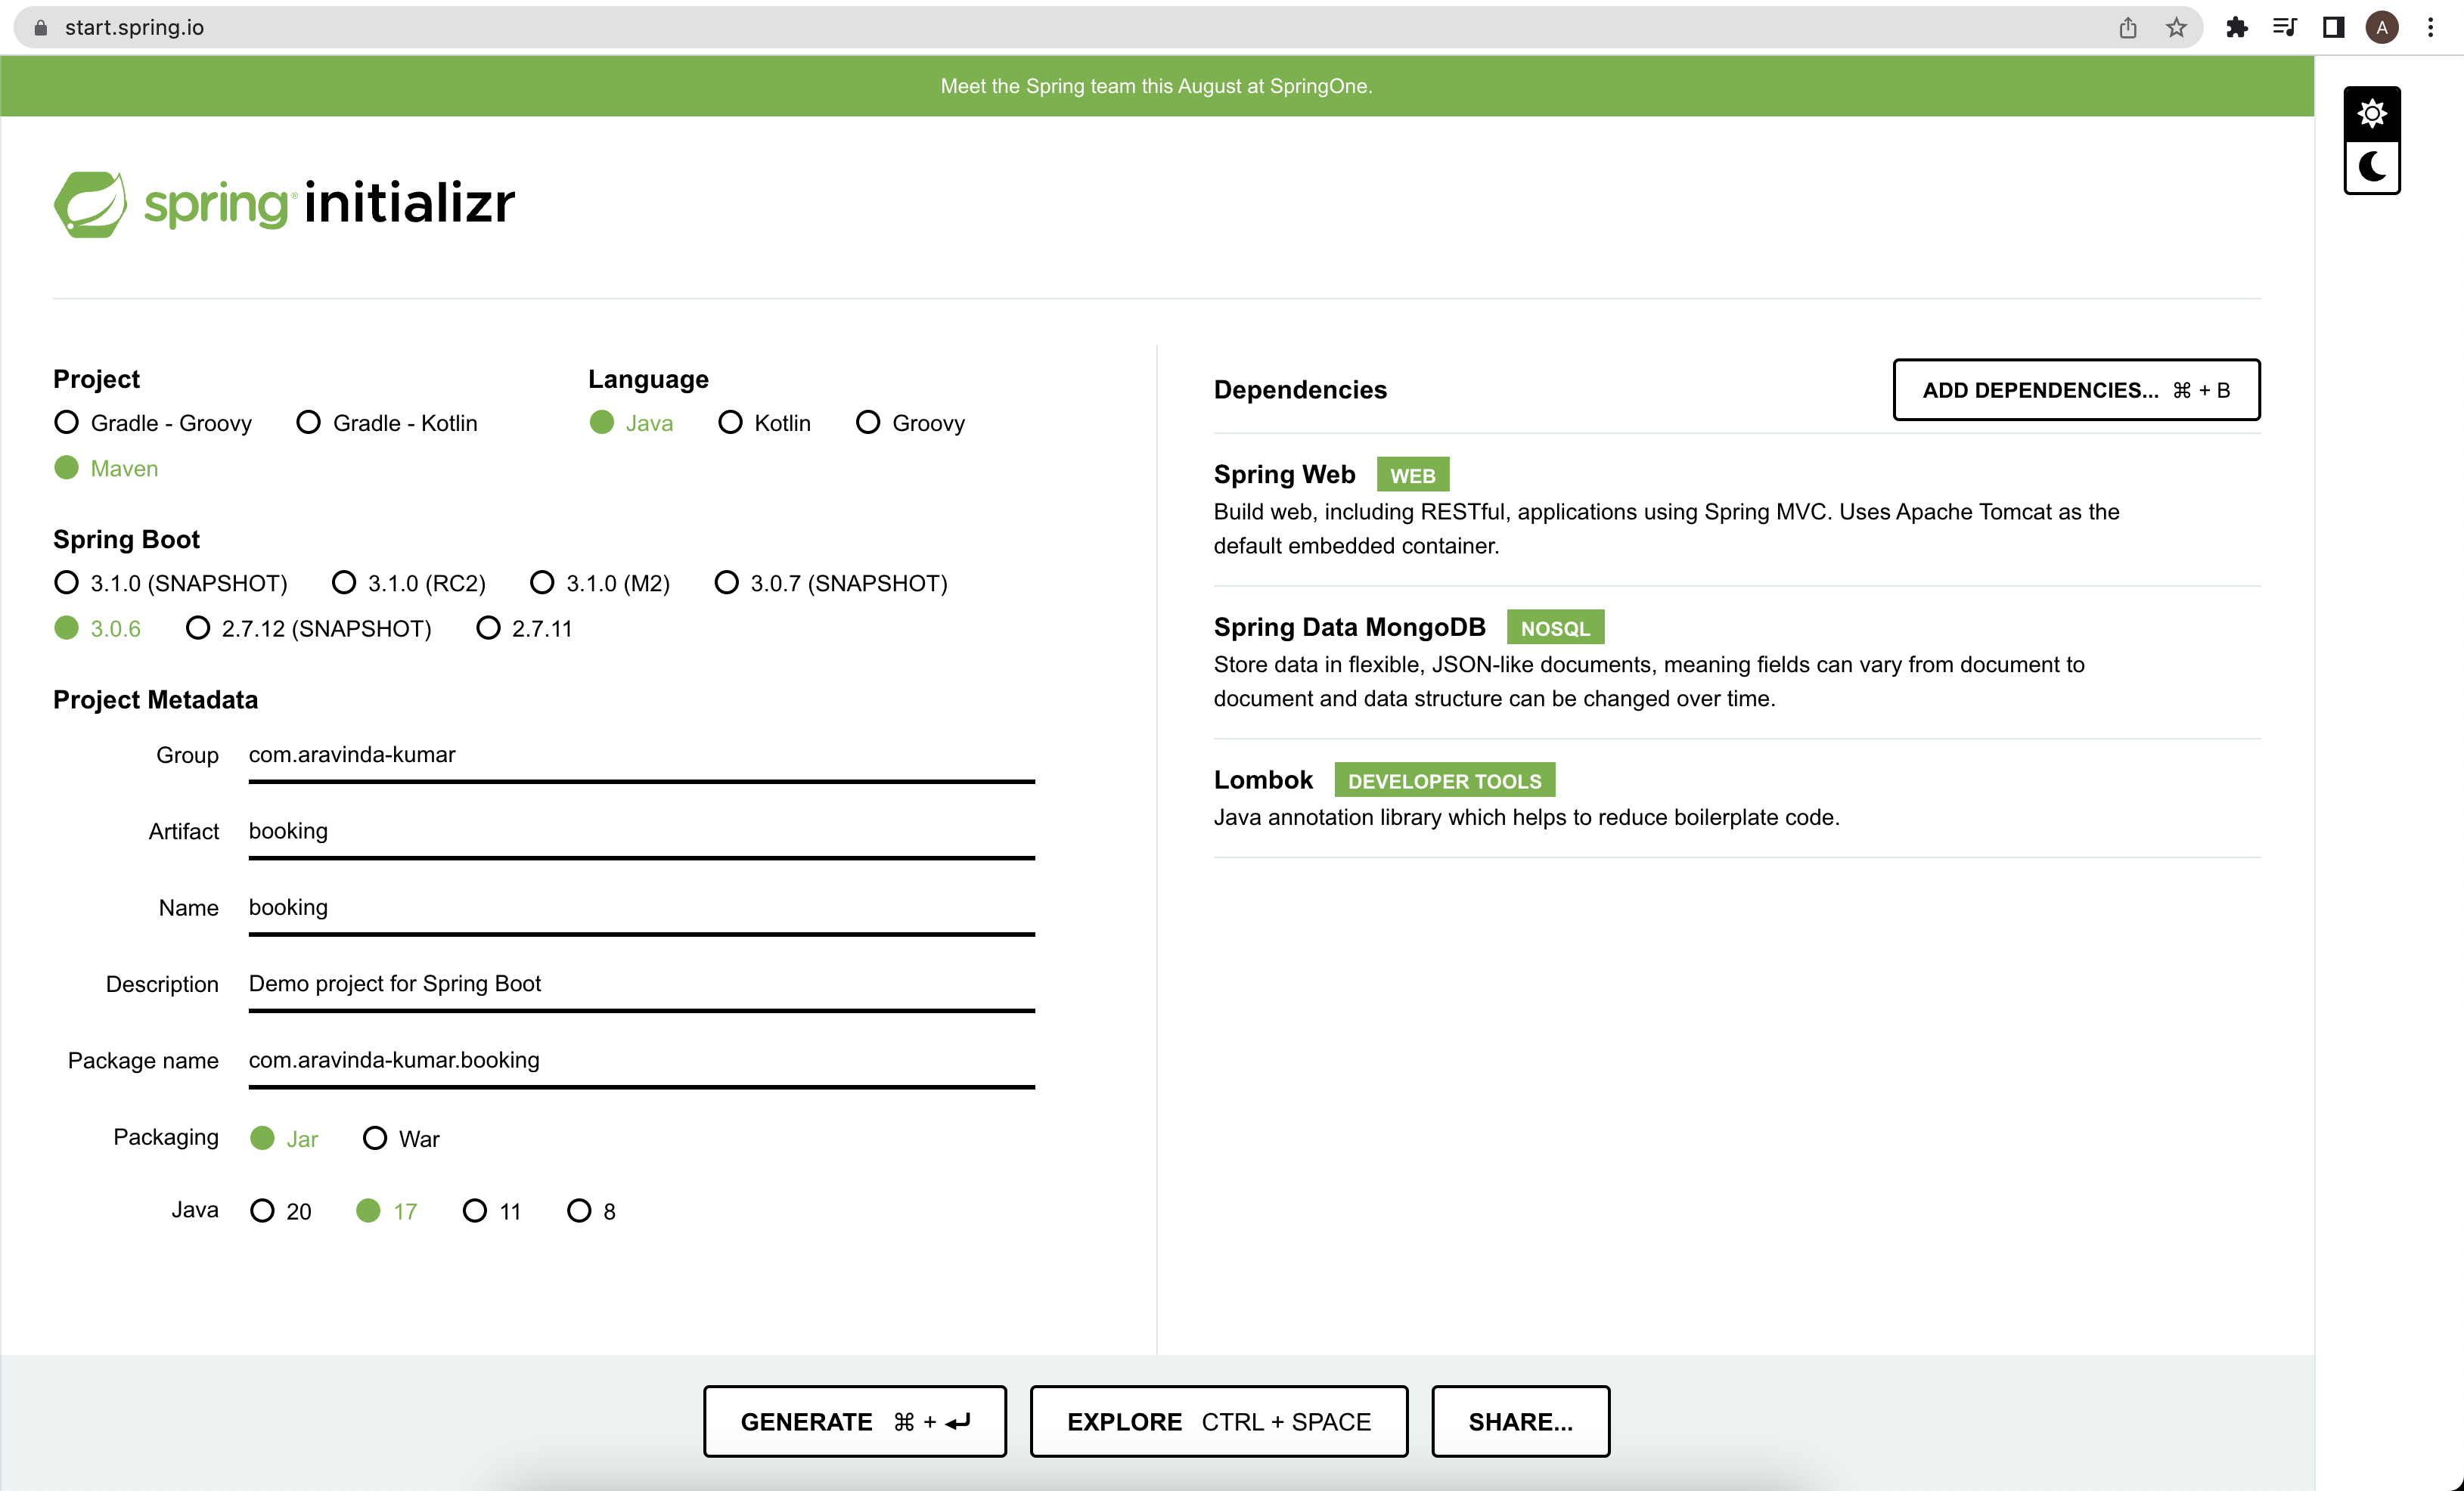 start.spring.io
A
Meet the Spring team this August at SpringOne.
spring® initializr
Project
Gradle - Groovy Gradle - Kotlin
Maven
Language
Java Kotlin Groovy
Spring Boot
3.1.0 (SNAPSHOT) 3.1.0 (RC2) 3.1.0 (M2) 3.0.7 (SNAPSHOT)
3.0.6 2.7.12 (SNAPSHOT) 2.7.11
Project Metadata
Group com.aravinda-kumar
Artifact booking
Name booking
Description Demo project for Spring Boot
Package name com.aravinda-kumar.booking
Packaging Jar War
Java 20 17 11 8
Dependencies
ADD DEPENDENCIES... ⌘ + B
Spring Web WEB
Build web, including RESTful, applications using Spring MVC. Uses Apache Tomcat as the
default embedded container.
Spring Data MongoDB NOSQL
Store data in flexible, JSON-like documents, meaning fields can vary from document to
document and data structure can be changed over time.
Lombok DEVELOPER TOOLS
Java annotation library which helps to reduce boilerplate code.
GENERATE ⌘ + ⏎
EXPLORE CTRL + SPACE
SHARE...